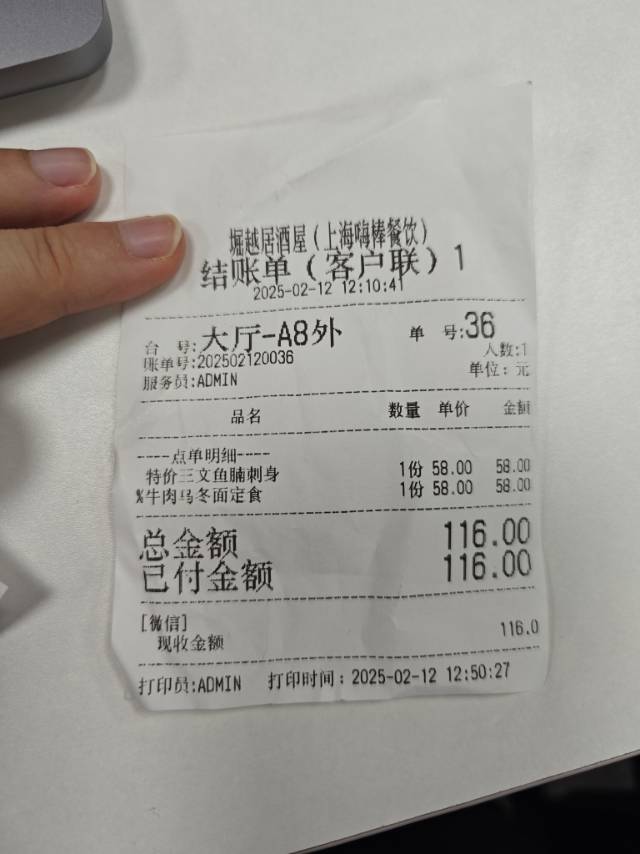 堀越居酒屋(上海嗨棒餐饮)
结账单(客户联)1
2025-02-12 12:10:41
台 号:大厅-A8外 单 号:36
账单号:202502120036 人数:1
服务员:ADMIN 单位:元
品名 数量 单价 金额
----点单明细----
特价三文鱼腩刺身 1份 58.00 58.00
%牛肉乌冬面定食 1份 58.00 58.00
总金额 116.00
已付金额 116.00
[微信]
现收金额 116.0
打印员:ADMIN 打印时间:2025-02-12 12:50:27